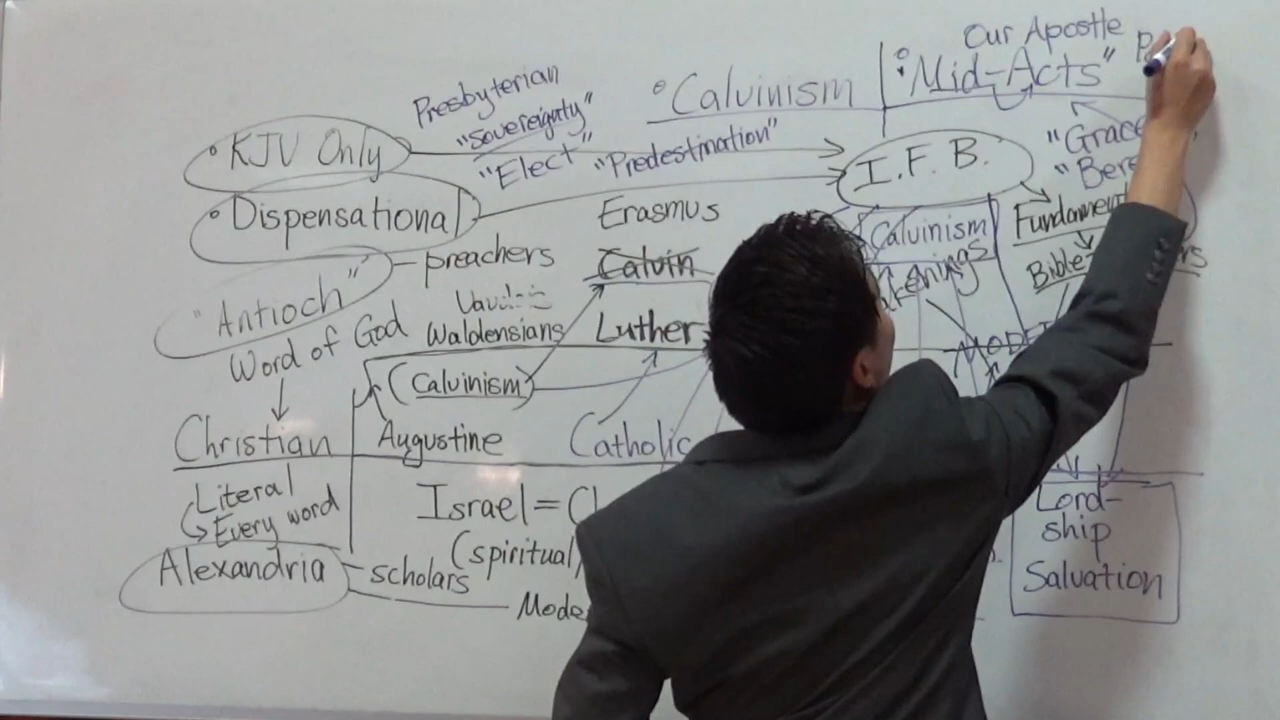 Our Apostle
• Calvinism
• "Mid-Acts"
Presbyterian
"Sovereignty"
"Elect" "Predestination"
• KJV Only
I.F.B.
"Grace
• Dispensational
Erasmus
Calvinism
preachers
Calvin
Bible
"Antioch"
Waldensians
Luther
Word of God
(Calvinism)
Christian
Augustine
Catholic
Literal
Every word
Israel =
(spiritual
Alexandria
scholars
Lord-
ship
Salvation